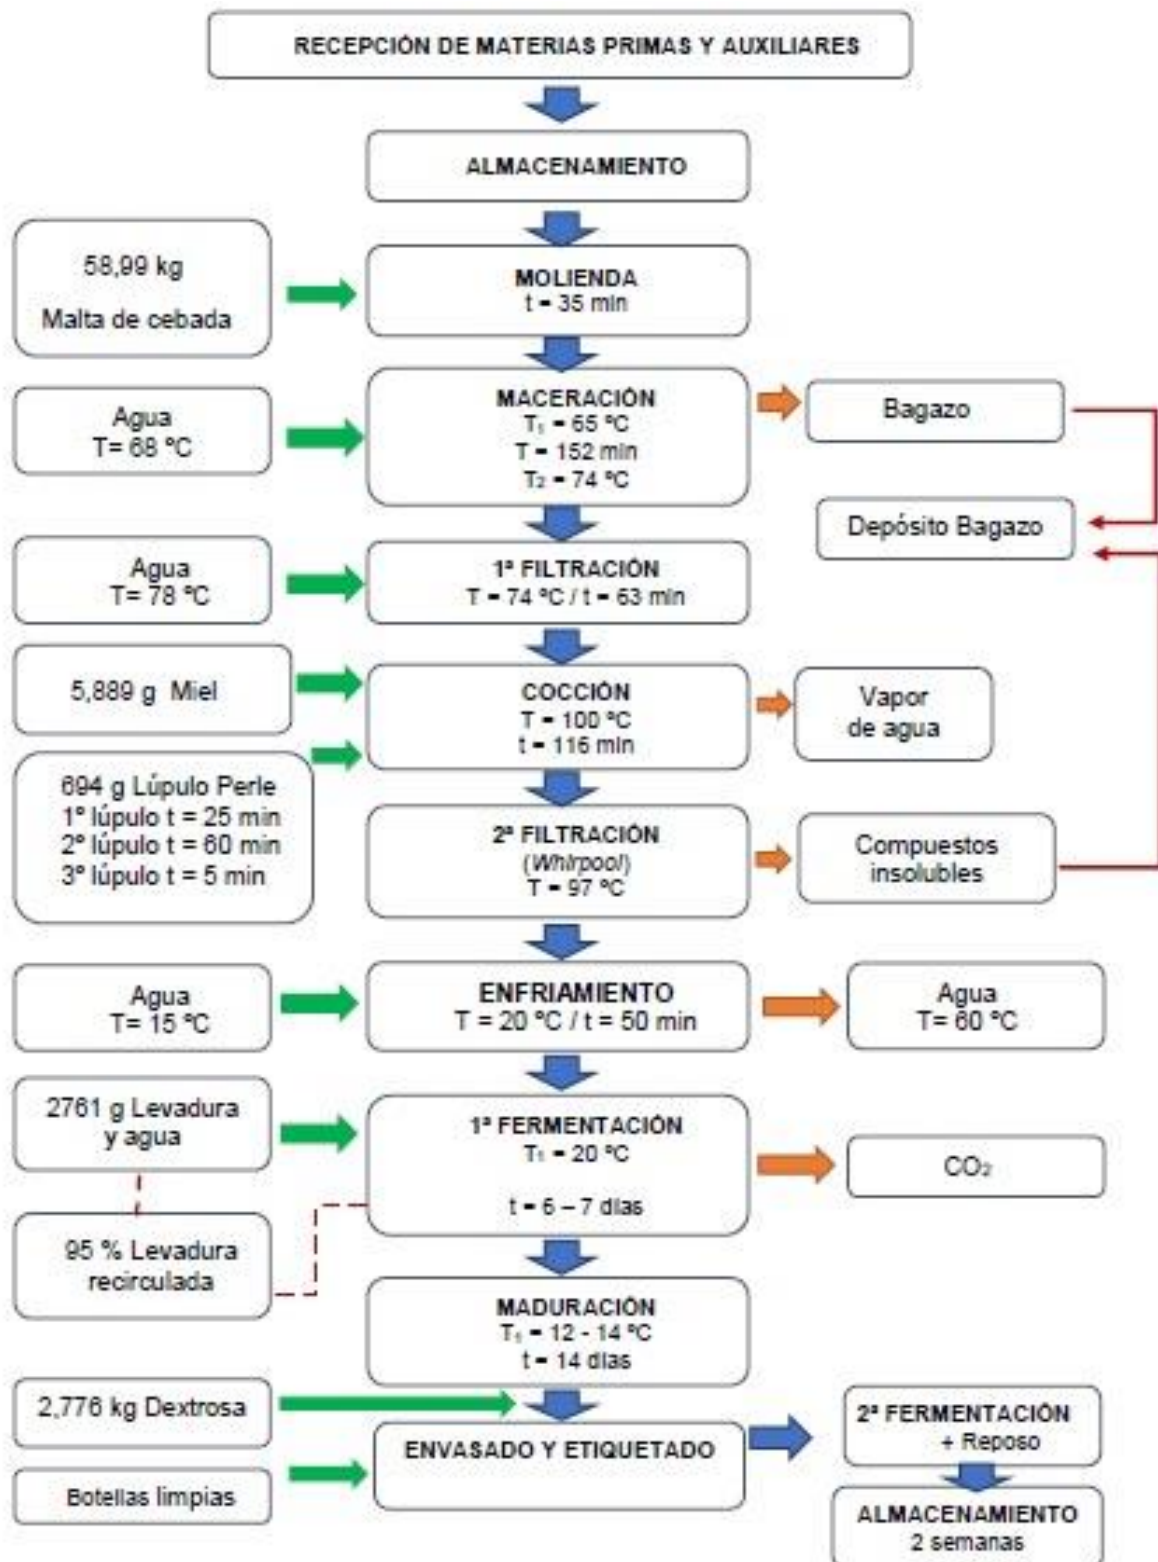 RECEPCIÓN DE MATERIAS PRIMAS Y AUXILIARES
ALMACENAMIENTO
58,99 kg
Malta de cebada
MOLIENDA
t = 35 min
Agua
T= 68 ºC
MACERACIÓN
T₁ = 65 ºC
T = 152 min
T₂ = 74 ºC
Bagazo
Depósito Bagazo
Agua
T= 78 ºC
1ª FILTRACIÓN
T = 74 ºC / t = 63 min
5,889 g Miel
COCCIÓN
T = 100 ºC
t = 116 min
Vapor
de agua
694 g Lúpulo Perle
1º lúpulo t = 25 min
2º lúpulo t = 60 min
3º lúpulo t = 5 min
2ª FILTRACIÓN
(Whirpool)
T = 97 ºC
Compuestos
insolubles
Agua
T= 15 ºC
ENFRIAMIENTO
T = 20 ºC / t = 50 min
Agua
T= 60 ºC
2761 g Levadura
y agua
1ª FERMENTACIÓN
T₁ = 20 ºC
t = 6 – 7 días
CO₂
95 % Levadura
recirculada
MADURACIÓN
T₁ = 12 - 14 ºC
t = 14 días
2,776 kg Dextrosa
ENVASADO Y ETIQUETADO
Botellas limpias
2ª FERMENTACIÓN
+ Reposo
ALMACENAMIENTO
2 semanas